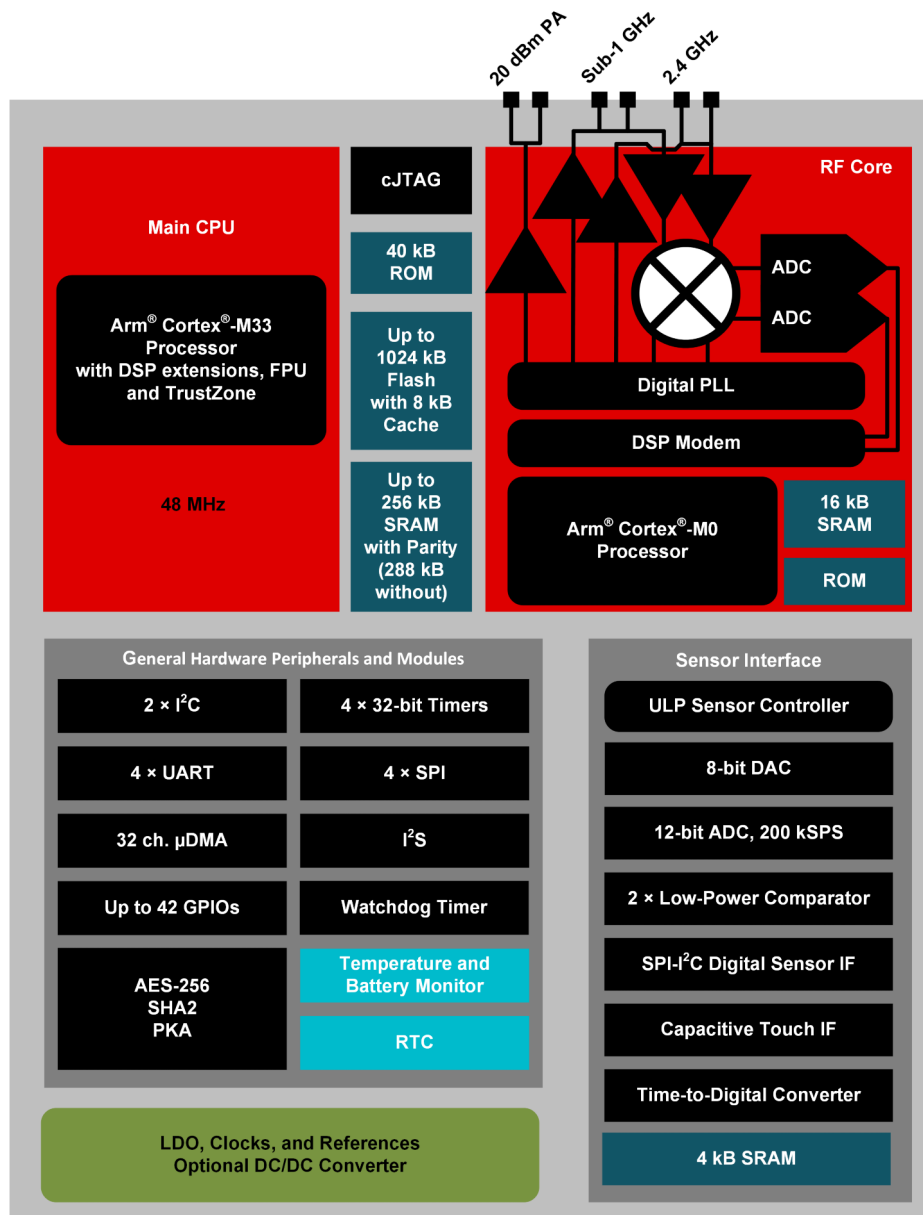 20 dBm PA
Sub-1 GHz
2.4 GHz
Main CPU
Arm® Cortex®-M33
Processor
with DSP extensions, FPU
and TrustZone
48 MHz
cJTAG
40 kB
ROM
Up to
1024 kB
Flash
with 8 kB
Cache
Up to
256 kB
SRAM
with Parity
(288 kB
without)
RF Core
ADC
ADC
Digital PLL
DSP Modem
Arm® Cortex®-M0
Processor
16 kB
SRAM
ROM
General Hardware Peripherals and Modules
2 × I²C
4 × 32-bit Timers
4 × UART
4 × SPI
32 ch. µDMA
I²S
Up to 42 GPIOs
Watchdog Timer
AES-256
SHA2
PKA
Temperature and
Battery Monitor
RTC
LDO, Clocks, and References
Optional DC/DC Converter
Sensor Interface
ULP Sensor Controller
8-bit DAC
12-bit ADC, 200 kSPS
2 × Low-Power Comparator
SPI-I²C Digital Sensor IF
Capacitive Touch IF
Time-to-Digital Converter
4 kB SRAM